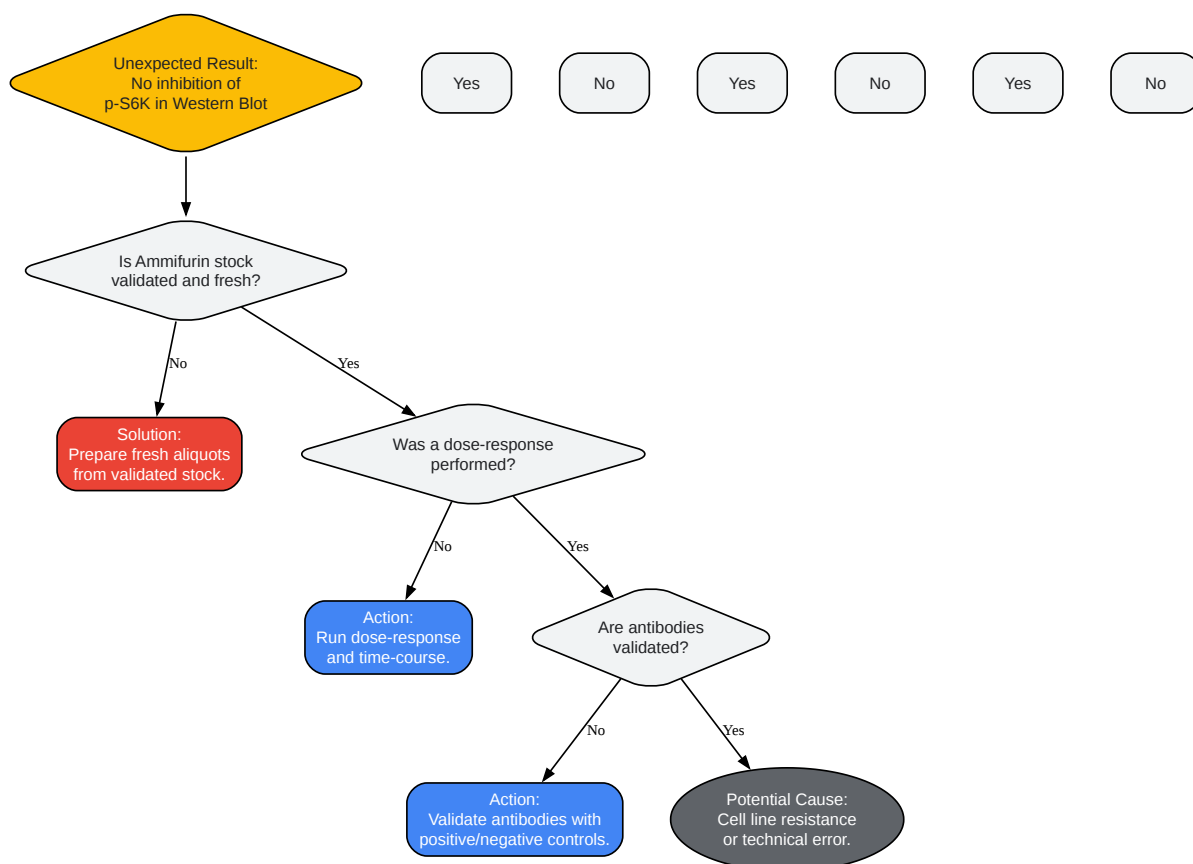 Unexpected Result:
No inhibition of
p-S6K in Western Blot
Yes
No
Yes
No
Yes
No
Is Ammifurin stock
validated and fresh?
No
Yes
Solution:
Prepare fresh aliquots
from validated stock.
Was a dose-response
performed?
No
Yes
Action:
Run dose-response
and time-course.
Are antibodies
validated?
No
Yes
Action:
Validate antibodies with
positive/negative controls.
Potential Cause:
Cell line resistance
or technical error.